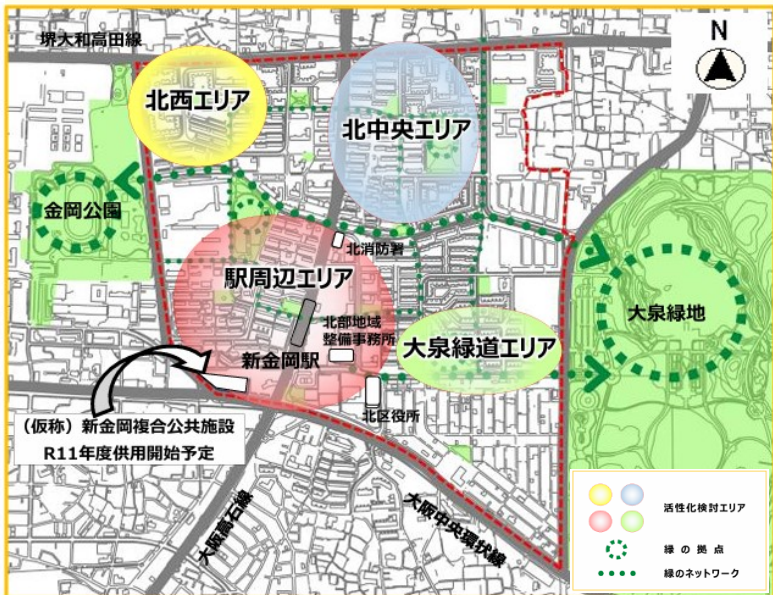 堺大和高田線
N
北西エリア
北中央エリア
金岡公園
北消防署
駅周辺エリア
大泉緑地
北部地域
整備事務所
新金岡駅
大泉緑道エリア
北区役所
(仮称)新金岡複合公共施設
R11年度供用開始予定
大阪高石線
大阪中央環状線
活性化検討エリア
緑の拠点
緑のネットワーク